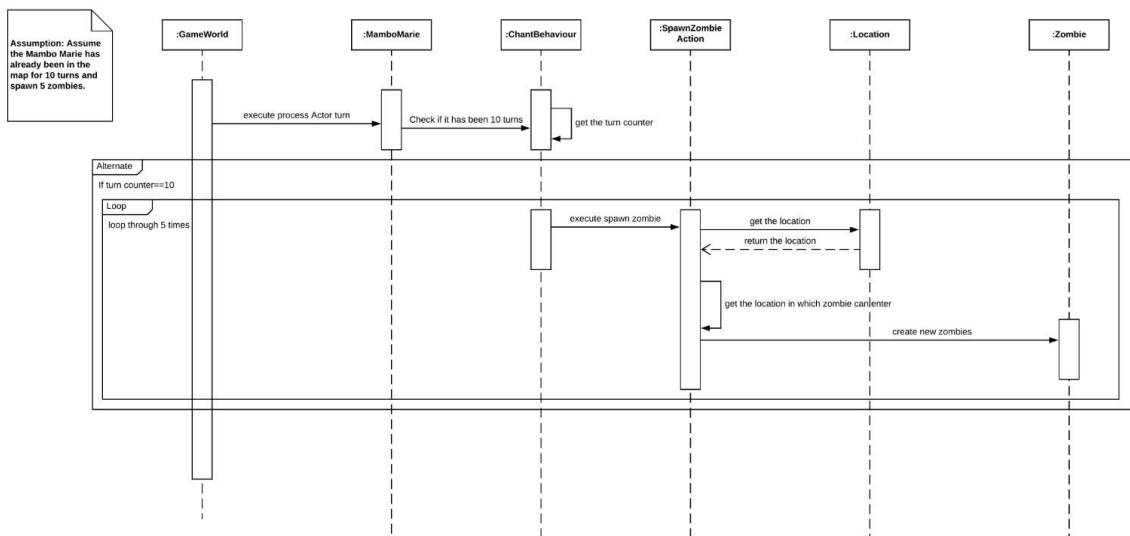 Assumption: Assume
the Mambo Marie has
already been in the
map for 10 turns and
spawn 5 zombies.
:GameWorld
:MamboMarie
:ChantBehaviour
:SpawnZombie
Action
:Location
:Zombie
execute process Actor turn
Check if it has been 10 turns
get the turn counter
Alternate
If turn counter==10
Loop
loop through 5 times
execute spawn zombie
get the location
return the location
get the location in which zombie can enter
create new zombies